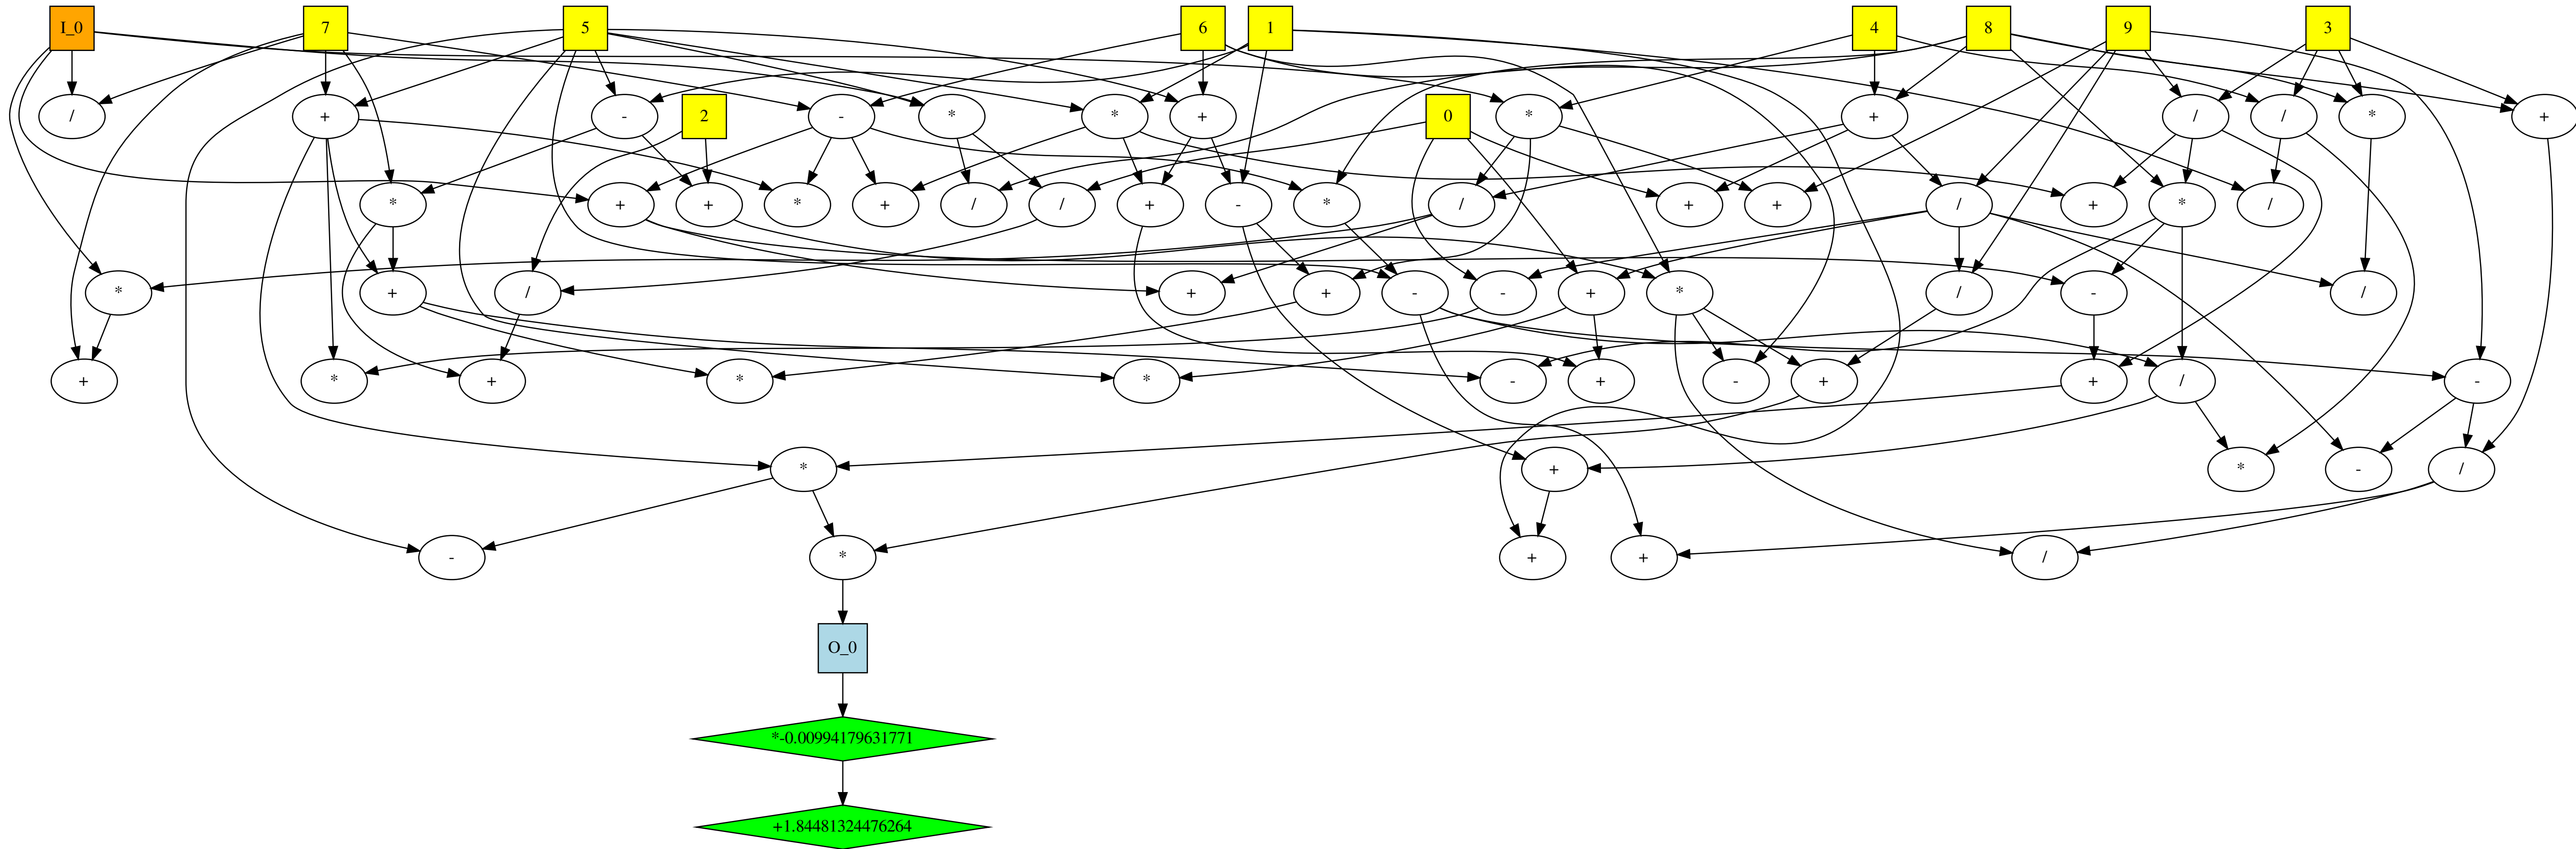 I_0 7 5 6 1 4 8 9 3
/ + - 2 - * * + 0 * + / / * +
* + + * + / / + - * / + + / + * /
* + / + + - - + * / - /
+ * + * * - + - + + / -
* + * - /
- * + + /
O_0
*-0.00994179631771
+1.84481324476264